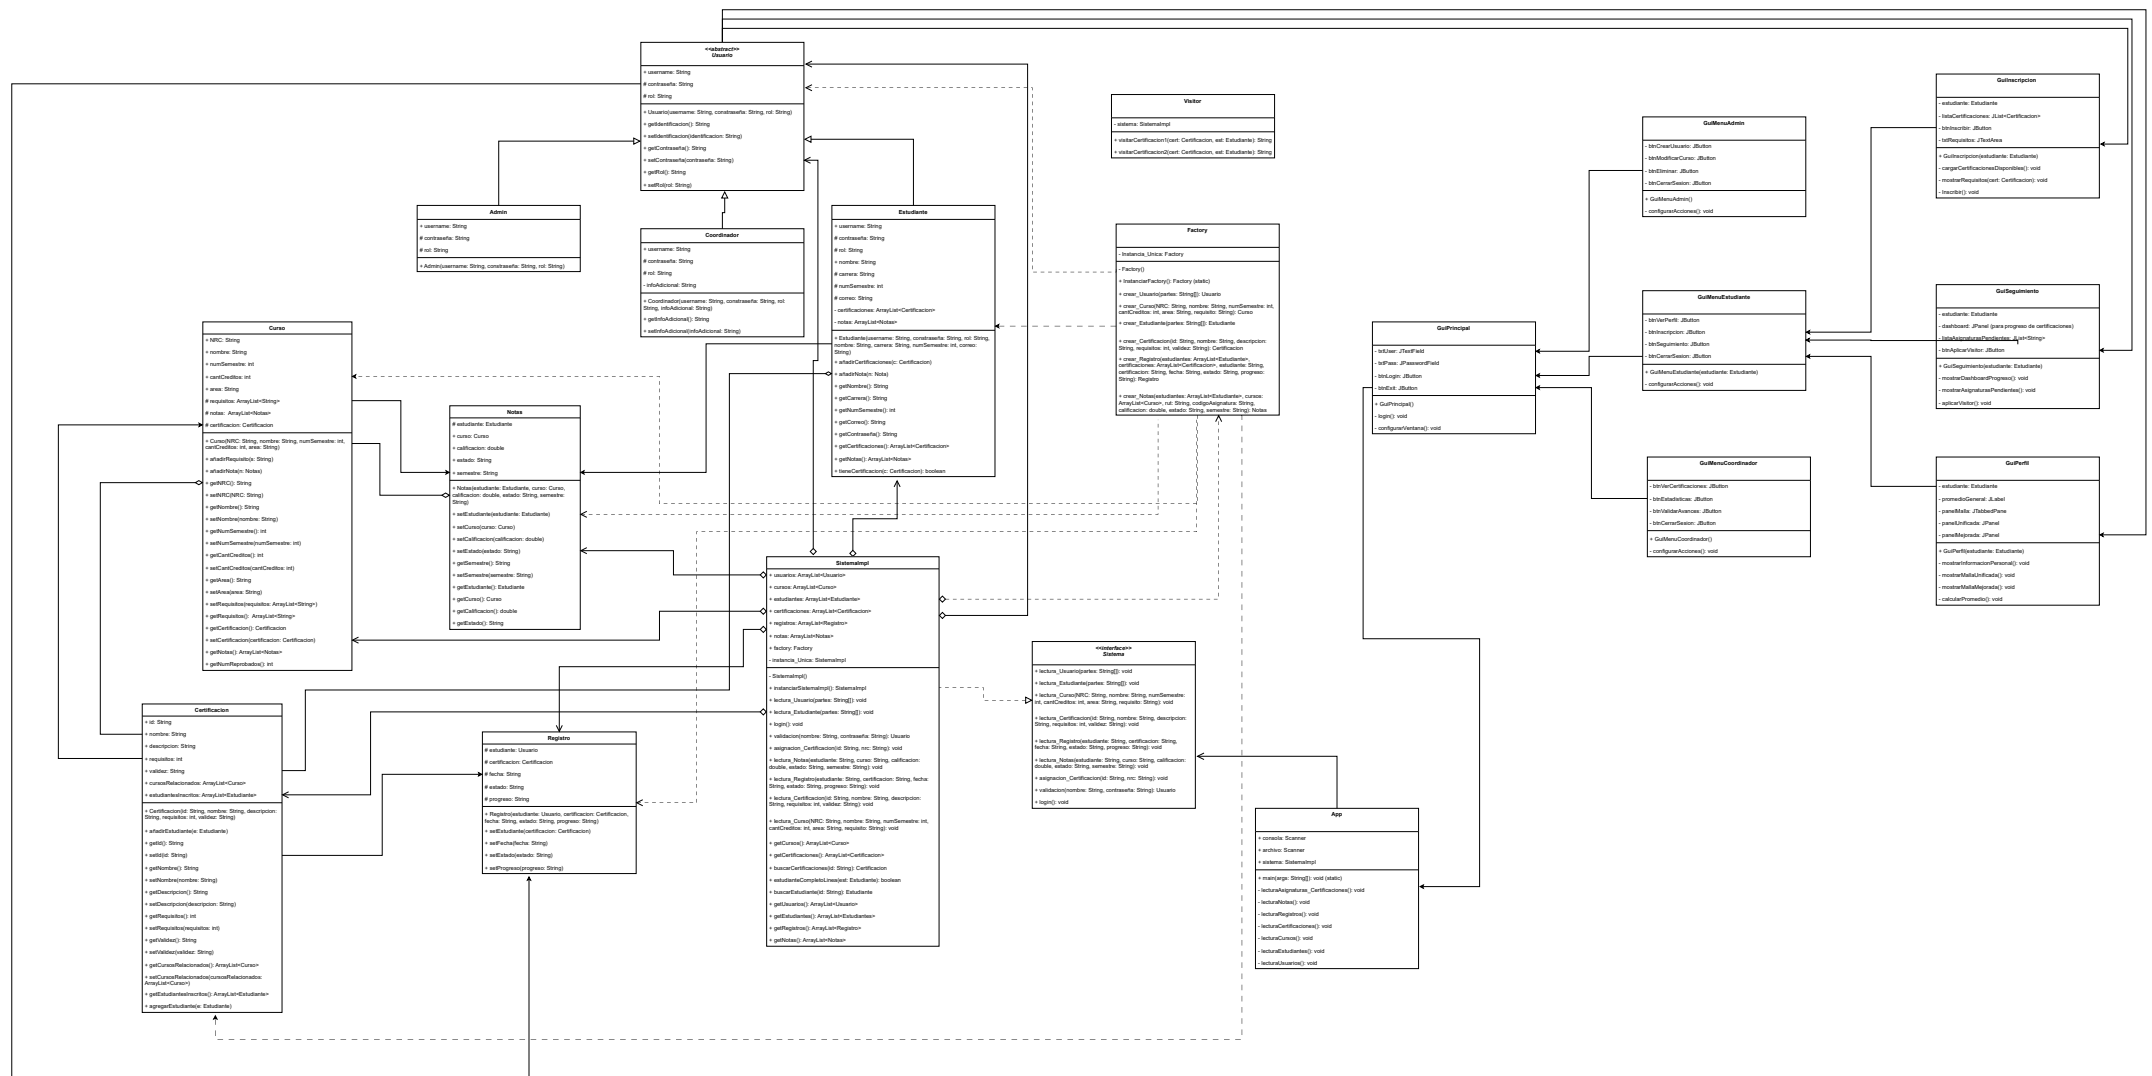 <<abstract>>
Usuario
+ username: String
# contraseña: String
# rol: String
+ Usuario(username: String, constraseña: String, rol: String)
+ getIdentificacion(): String
+ setIdentificacion(identificacion: String)
+ getContraseña(): String
+ setContraseña(contraseña: String)
+ getRol(): String
+ setRol(rol: String)
Admin
+ username: String
# contraseña: String
# rol: String
+ Admin(username: String, constraseña: String, rol: String)
Coordinador
+ username: String
# contraseña: String
# rol: String
- infoAdicional: String
+ Coordinador(username: String, constraseña: String, rol:
String, infoAdicional: String)
+ getInfoAdicional(): String
+ setInfoAdicional(infoAdicional: String)
Estudiante
+ username: String
# contraseña: String
# rol: String
+ nombre: String
# carrera: String
# numSemestre: int
# correo: String
- certificaciones: ArrayList<Certificacion>
- notas: ArrayList<Notas>
+ Estudiante(username: String, constraseña: String, rol: String,
nombre: String, carrera: String, numSemestre: int, correo:
String)
+ añadirCertificaciones(c: Certificacion)
+ añadirNota(n: Nota)
+ getNombre(): String
+ getCarrera(): String
+ getNumSemestre(): int
+ getCorreo(): String
+ getContraseña(): String
+ getCertificaciones(): ArrayList<Certificacion>
+ getNotas(): ArrayList<Notas>
+ tieneCertificacion(c: Certificacion): boolean
Visitor
- sistema: SistemaImpl
+ visitarCertificacion1(cert: Certificacion, est: Estudiante): String
+ visitarCertificacion2(cert: Certificacion, est: Estudiante): String
Factory
- Instancia_Unica: Factory
- Factory()
+ InstanciarFactory(): Factory (static)
+ crear_Usuario(partes: String[]): Usuario
+ crear_Curso(NRC: String, nombre: String, numSemestre: int,
cantCreditos: int, area: String, requisito: String): Curso
+ crear_Estudiante(partes: String[]): Estudiante
+ crear_Certificacion(id: String, nombre: String, descripcion:
String, requisitos: int, validez: String): Certificacion
+ crear_Registro(estudiantes: ArrayList<Estudiante>,
certificaciones: ArrayList<Certificacion>, estudiante: String,
certificacion: String, fecha: String, estado: String, progreso:
String): Registro
+ crear_Notas(estudiantes: ArrayList<Estudiante>, cursos:
ArrayList<Curso>, rut: String, codigoAsignatura: String,
calificacion: double, estado: String, semestre: String): Notas
GuiMenuAdmin
- btnCrearUsuario: JButton
- btnModificarCurso: JButton
- btnEliminar: JButton
- btnCerrarSesion: JButton
+ GuiMenuAdmin()
- configurarAcciones(): void
GuiInscripcion
- estudiante: Estudiante
- listaCertificaciones: JList<Certificacion>
- btnInscribir: JButton
- txtRequisitos: JTextArea
+ GuiInscripcion(estudiante: Estudiante)
- cargarCertificacionesDisponibles(): void
- mostrarRequisitos(cert: Certificacion): void
- Inscribir(): void
GuiMenuEstudiante
- btnVerPerfil: JButton
- btnInscripcion: JButton
- btnSeguimiento: JButton
- btnCerrarSesion: JButton
+ GuiMenuEstudiante(estudiante: Estudiante)
- configurarAcciones(): void
GuiSeguimiento
- estudiante: Estudiante
- dashboard: JPanel (para progreso de certificaciones)
- listaAsignaturasPendientes: JList<String>
- btnAplicarVisitor: JButton
+ GuiSeguimiento(estudiante: Estudiante)
- mostrarDashboardProgreso(): void
- mostrarAsignaturasPendientes(): void
- aplicarVisitor(): void
GuiPrincipal
- txtUser: JTextField
- txtPass: JPasswordField
- btnLogin: JButton
- btnExit: JButton
+ GuiPrincipal()
- login(): void
- configurarVentana(): void
GuiMenuCoordinador
- btnVerCertificaciones: JButton
- btnEstadisticas: JButton
- btnValidarAvances: JButton
- btnCerrarSesion: JButton
+ GuiMenuCoordinador()
- configurarAcciones(): void
GuiPerfil
- estudiante: Estudiante
- promedioGeneral: JLabel
- panelMalla: JTabbedPane
- panelUnificada: JPanel
- panelMejorada: JPanel
+ GuiPerfil(estudiante: Estudiante)
- mostrarInformacionPersonal(): void
- mostrarMallaUnificada(): void
- mostrarMallaMejorada(): void
- calcularPromedio(): void
Curso
+ NRC: String
+ nombre: String
+ numSemestre: int
# cantCreditos: int
+ area: String
# requisitos: ArrayList<String>
# notas: ArrayList<Notas>
# certificacion: Certificacion
+ Curso(NRC: String, nombre: String, numSemestre: int,
cantCreditos: int, area: String)
+ añadirRequisito(s: String)
+ añadirNota(n: Notas)
+ getNRC(): String
+ setNRC(NRC: String)
+ getNombre(): String
+ setNombre(nombre: String)
+ getNumSemestre(): int
+ setNumSemestre(numSemestre: int)
+ getCantCreditos(): int
+ setCantCreditos(cantCreditos: int)
+ getArea(): String
+ setArea(area: String)
+ setRequisitos(requisitos: ArrayList<String>)
+ getRequisitos(): ArrayList<String>
+ getCertificacion(): Certificacion
+ setCertificacion(certificacion: Certificacion)
+ getNotas(): ArrayList<Notas>
+ getNumReprobados(): int
Notas
# estudiante: Estudiante
+ curso: Curso
+ calificacion: double
+ estado: String
+ semestre: String
+ Notas(estudiante: Estudiante, curso: Curso,
calificacion: double, estado: String, semestre:
String)
+ setEstudiante(estudiante: Estudiante)
+ setCurso(curso: Curso)
+ setCalificacion(calificacion: double)
+ setEstado(estado: String)
+ getSemestre(): String
+ setSemestre(semestre: String)
+ getEstudiante(): Estudiante
+ getCurso(): Curso
+ getCalificacion(): double
+ getEstado(): String
SistemaImpl
+ usuarios: ArrayList<Usuario>
+ cursos: ArrayList<Curso>
+ estudiantes: ArrayList<Estudiante>
+ certificaciones: ArrayList<Certificacion>
+ registros: ArrayList<Registro>
+ notas: ArrayList<Notas>
+ factory: Factory
- instancia_Unica: SistemaImpl
- SistemaImpl()
+ instanciarSistemaImpl(): SistemaImpl
+ lectura_Usuario(partes: String[]): void
+ lectura_Estudiante(partes: String[]): void
+ login(): void
+ validacion(nombre: String, contraseña: String): Usuario
+ asignacion_Certificacion(id: String, nrc: String): void
+ lectura_Notas(estudiante: String, curso: String, calificacion:
double, estado: String, semestre: String): void
+ lectura_Registro(estudiante: String, certificacion: String, fecha:
String, estado: String, progreso: String): void
+ lectura_Certificacion(id: String, nombre: String, descripcion:
String, requisitos: int, validez: String): void
+ lectura_Curso(NRC: String, nombre: String, numSemestre: int,
cantCreditos: int, area: String, requisito: String): void
+ getCursos(): ArrayList<Curso>
+ getCertificaciones(): ArrayList<Certificacion>
+ buscarCertificaciones(id: String): Certificacion
+ estudianteCompletoLinea(est: Estudiante): boolean
+ buscarEstudiante(id: String): Estudiante
+ getUsuarios(): ArrayList<Usuario>
+ getEstudiantes(): ArrayList<Estudiantes>
+ getRegistros(): ArrayList<Registro>
+ getNotas(): ArrayList<Notas>
<<interface>>
Sistema
+ lectura_Usuario(partes: String[]): void
+ lectura_Estudiante(partes: String[]): void
+ lectura_Curso(NRC: String, nombre: String, numSemestre:
int, cantCreditos: int, area: String, requisito: String): void
+ lectura_Certificacion(id: String, nombre: String, descripcion:
String, requisitos: int, validez: String): void
+ lectura_Registro(estudiante: String, certificacion: String,
fecha: String, estado: String, progreso: String): void
+ lectura_Notas(estudiante: String, curso: String, calificacion:
double, estado: String, semestre: String): void
+ asignacion_Certificacion(id: String, nrc: String): void
+ validacion(nombre: String, contraseña: String): Usuario
+ login(): void
Certificacion
+ id: String
+ nombre: String
+ descripcion: String
+ requisitos: int
+ validez: String
+ cursosRelacionados: ArrayList<Curso>
+ estudiantesInscritos: ArrayList<Estudiante>
+ Certificacion(id: String, nombre: String, descripcion:
String, requisitos: int, validez: String)
+ añadirEstudiante(e: Estudiante)
+ getId(): String
+ setId(id: String)
+ getNombre(): String
+ setNombre(nombre: String)
+ getDescripcion(): String
+ setDescripcion(descripcion: String)
+ getRequisitos(): int
+ setRequisitos(requisitos: int)
+ getValidez(): String
+ setValidez(validez: String)
+ getCursosRelacionados(): ArrayList<Curso>
+ setCursosRelacionados(cursosRelacionados:
ArrayList<Curso>)
+ getEstudiantesInscritos(): ArrayList<Estudiante>
+ agregarEstudiante(e: Estudiante)
Registro
# estudiante: Usuario
# certificacion: Certificacion
# fecha: String
# estado: String
# progreso: String
+ Registro(estudiante: Usuario, certificacion: Certificacion,
fecha: String, estado: String, progreso: String)
+ setEstudiante(certificacion: Certificacion)
+ setFecha(fecha: String)
+ setEstado(estado: String)
+ setProgreso(progreso: String)
App
+ consola: Scanner
+ archivo: Scanner
+ sistema: SistemaImpl
+ main(args: String[]): void (static)
- lecturaAsignaturas_Certificaciones(): void
- lecturaNotas(): void
- lecturaRegistros(): void
- lecturaCertificaciones(): void
- lecturaCursos(): void
- lecturaEstudiantes(): void
- lecturaUsuarios(): void